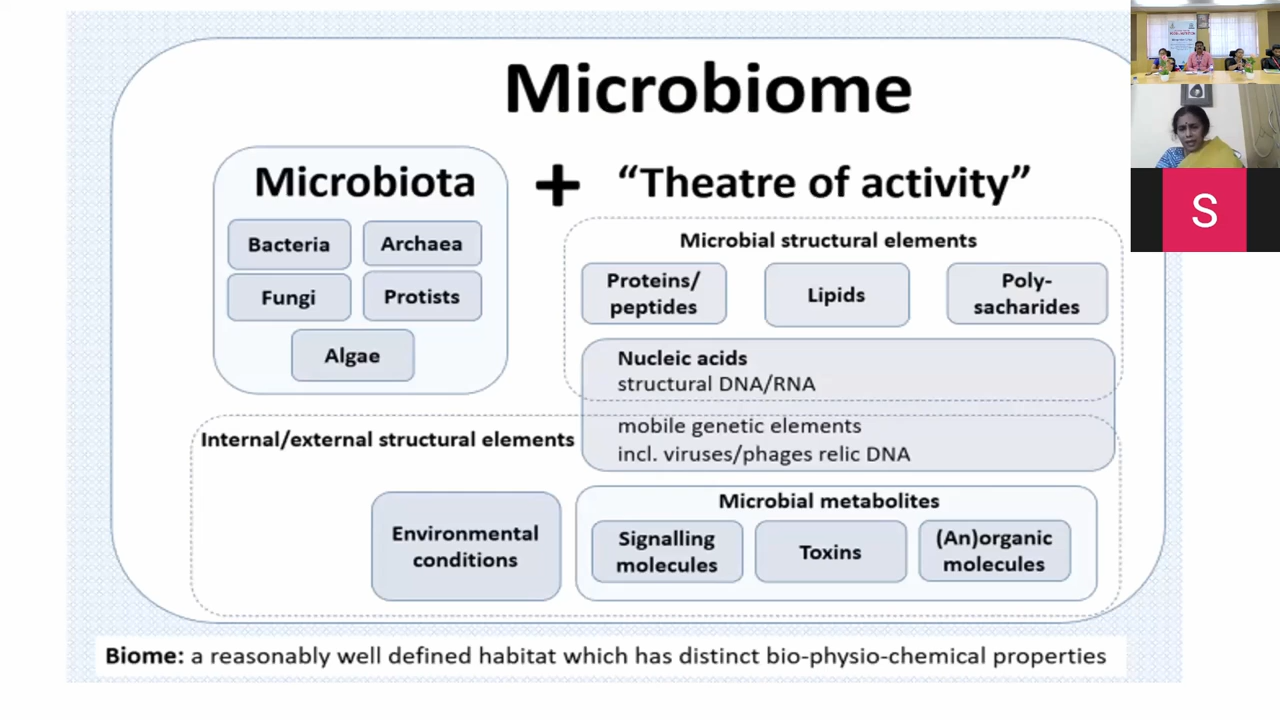 Microbiome
Microbiota
+
“Theatre of activity”
Bacteria
Archaea
Fungi
Protists
Algae
Microbial structural elements
Proteins/
peptides
Lipids
Poly-
sacharides
Nucleic acids
structural DNA/RNA
mobile genetic elements
incl. viruses/phages relic DNA
Internal/external structural elements
Environmental
conditions
Microbial metabolites
Signalling
molecules
Toxins
(An)organic
molecules
Biome: a reasonably well defined habitat which has distinct bio-physio-chemical properties
S